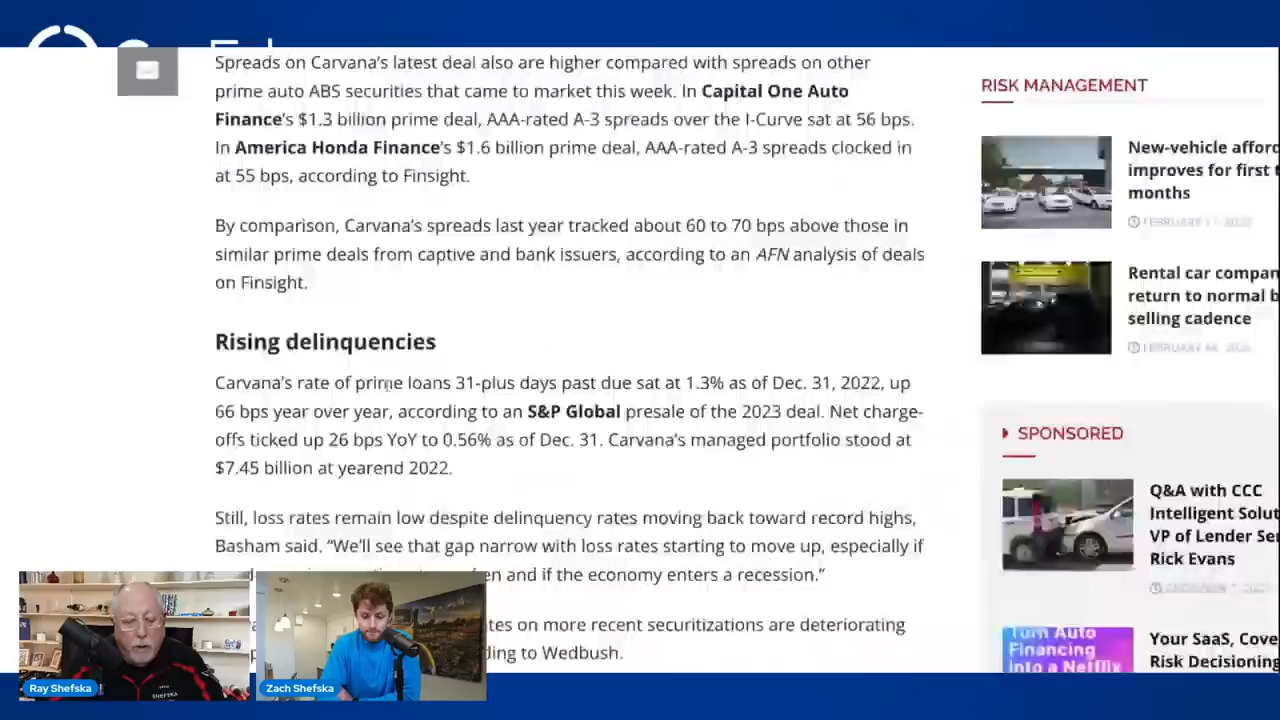 Spreads on Carvana's latest deal also are higher compared with spreads on other
prime auto ABS securities that came to market this week. In Capital One Auto
Finance's $1.3 billion prime deal, AAA-rated A-3 spreads over the I-Curve sat at 56 bps.
In America Honda Finance's $1.6 billion prime deal, AAA-rated A-3 spreads clocked in
at 55 bps, according to Finsight.
By comparison, Carvana's spreads last year tracked about 60 to 70 bps above those in
similar prime deals from captive and bank issuers, according to an AFN analysis of deals
on Finsight.
Rising delinquencies
Carvana's rate of prime loans 31-plus days past due sat at 1.3% as of Dec. 31, 2022, up
66 bps year over year, according to an S&P Global presale of the 2023 deal. Net charge-
offs ticked up 26 bps YoY to 0.56% as of Dec. 31. Carvana's managed portfolio stood at
$7.45 billion at yearend 2022.
Still, loss rates remain low despite delinquency rates moving back toward record highs,
Basham said. "We'll see that gap narrow with loss rates starting to move up, especially if
en and if the economy enters a recession."
tes on more recent securitizations are deteriorating
ding to Wedbush.
RISK MANAGEMENT
New-vehicle afford
improves for first t
months
Rental car compan
return to normal b
selling cadence
SPONSORED
Q&A with CCC
Intelligent Solut
VP of Lender Se
Rick Evans
Turn Auto
Financing
Into a Netflix
Your SaaS, Cove
Risk Decisioning
SHEFSKA
Ray Shefska
Zach Shefska